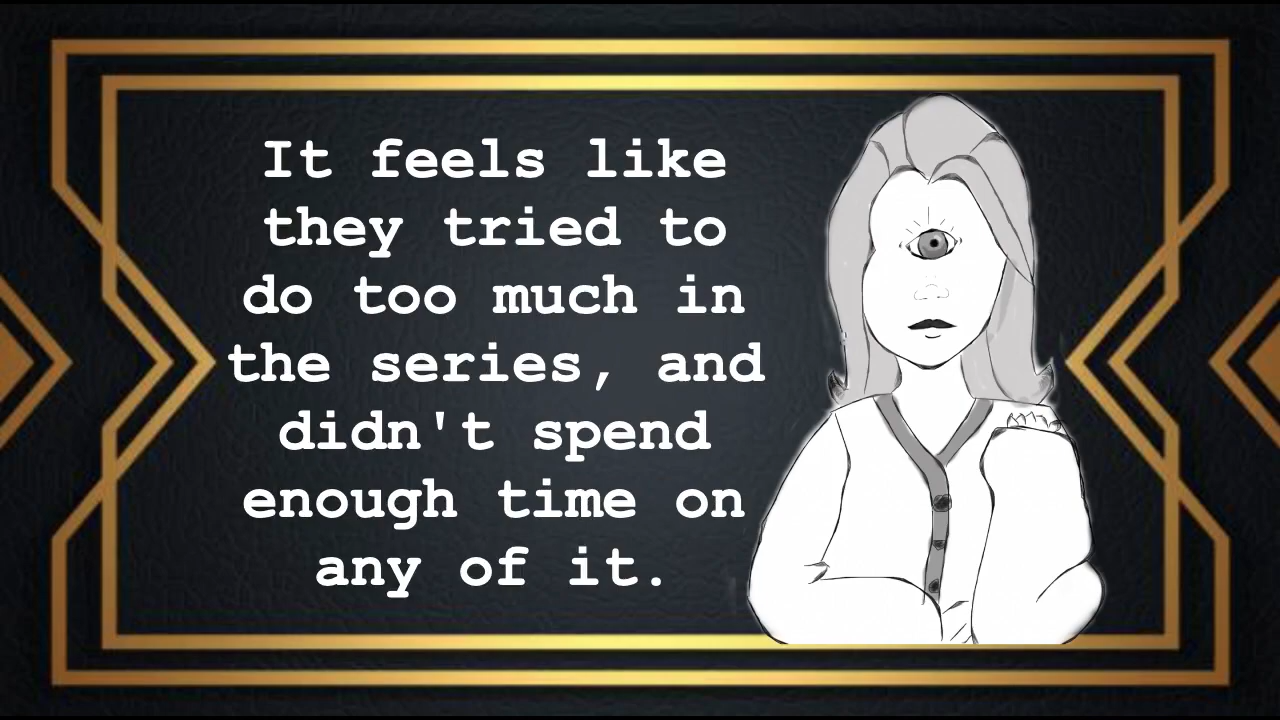 It feels like
they tried to
do too much in
the series, and
didn't spend
enough time on
any of it.